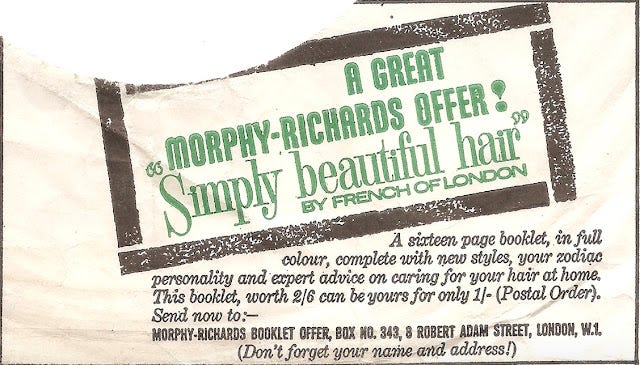 A GREAT
MORPHY-RICHARDS OFFER!
"Simply beautiful hair"
BY FRENCH OF LONDON
A sixteen page booklet, in full
colour, complete with new styles, your zodiac
personality and expert advice on caring for your hair at home.
This booklet, worth 2/6 can be yours for only 1/- (Postal Order).
Send now to:—
MORPHY-RICHARDS BOOKLET OFFER, BOX NO. 343, 8 ROBERT ADAM STREET, LONDON, W.1.
(Don't forget your name and address!)